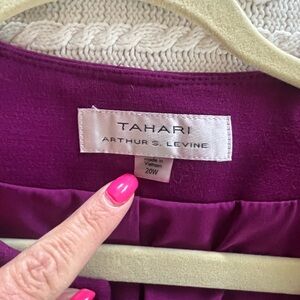 TAHARI
ARTHUR S. LEVINE
made in
Vietnam
20W